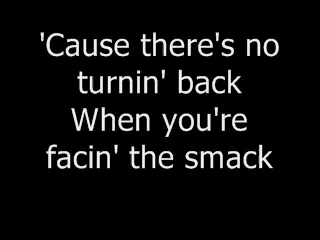 'Cause there's no
turnin' back
When you're
facin' the smack